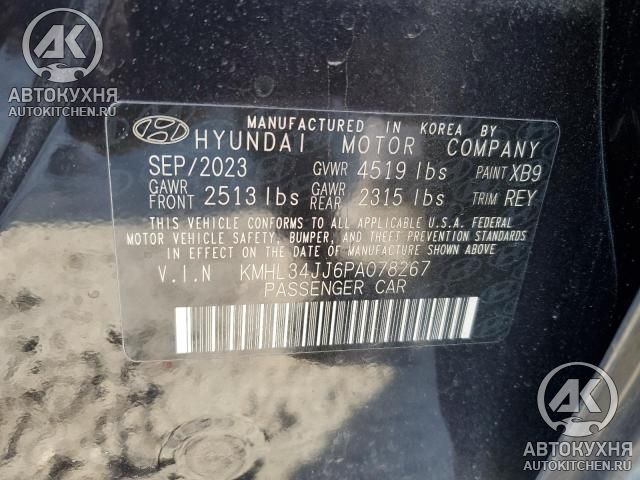 AK
АВТОКУХНЯ
AUTOKITCHEN.RU
MANUFACTURED IN KOREA BY
HYUNDAI MOTOR COMPANY
SEP/2023 GVWR 4519 lbs PAINT XB9
GAWR FRONT 2513 lbs GAWR REAR 2315 lbs TRIM REY
THIS VEHICLE CONFORMS TO ALL APPLICABLE U.S.A. FEDERAL
MOTOR VEHICLE SAFETY, BUMPER, AND THEFT PREVENTION STANDARDS
IN EFFECT ON THE DATE OF MANUFACTURE SHOWN ABOVE.
V.I.N KMHL34JJ6PA078267
PASSENGER CAR
AK
АВТОКУХНЯ
AUTOKITCHEN.RU